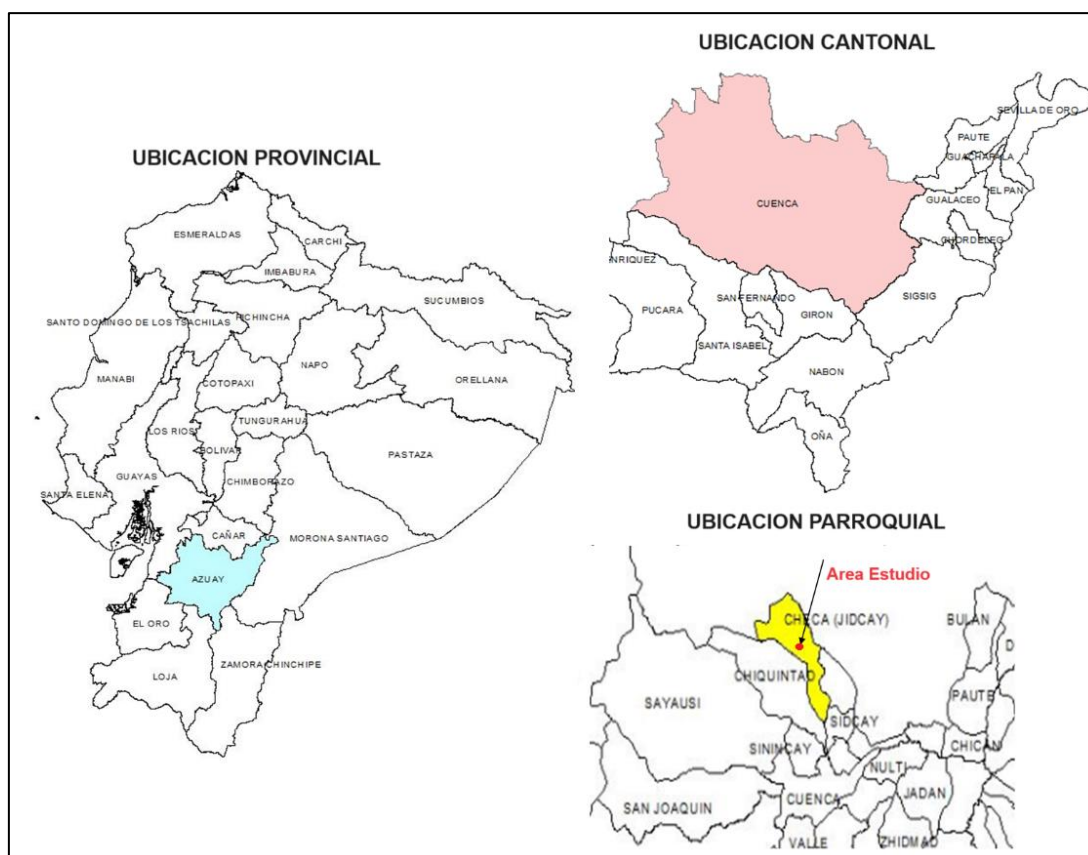 UBICACION PROVINCIAL
ESMERALDAS
CARCHI
IMBABURA
SUCUMBIOS
SANTO DOMINGO DE LOS TSACHILAS
PICHINCHA
NAPO
ORELLANA
MANABI
COTOPAXI
TUNGURAHUA
LOS RIOS
BOLIVAR
PASTAZA
GUAYAS
CHIMBORAZO
SANTA ELENA
CAÑAR
MORONA SANTIAGO
AZUAY
EL ORO
ZAMORA CHINCHIPE
LOJA
UBICACION CANTONAL
SEVILLA DE ORO
PAUTE
GUACHAPALA
EL PAN
CUENCA
GUALACEO
CHORDELEG
NRIQUEZ
SAN FERNANDO
SIGSIG
PUCARA
GIRON
SANTA ISABEL
NABON
OÑA
UBICACION PARROQUIAL
Area Estudio
CHECA (JIDCAY)
BULAN
D
CHIQUINTAD
PAUTE
SAYAUSI
SIDCAY
SININCAY
CHICAN
NULTI
CUENCA
JADAN
SAN JOAQUIN
VALLE
ZHIDMAD